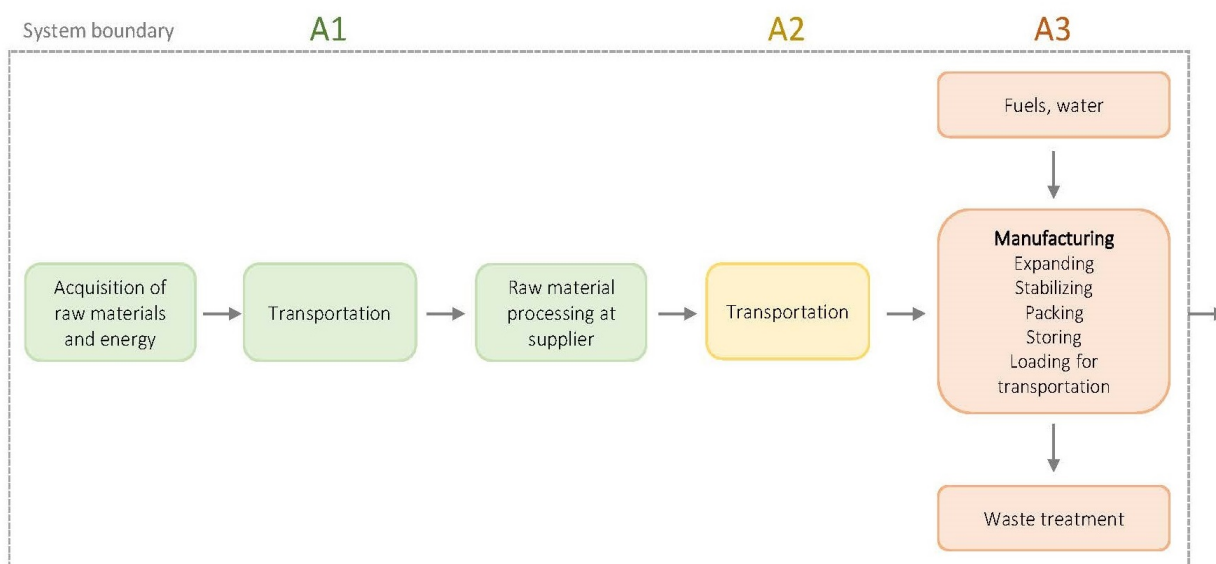 System boundary
A1
A2
A3
Fuels, water
Acquisition of
raw materials
and energy
Transportation
Raw material
processing at
supplier
Transportation
Manufacturing
Expanding
Stabilizing
Packing
Storing
Loading for
transportation
Waste treatment